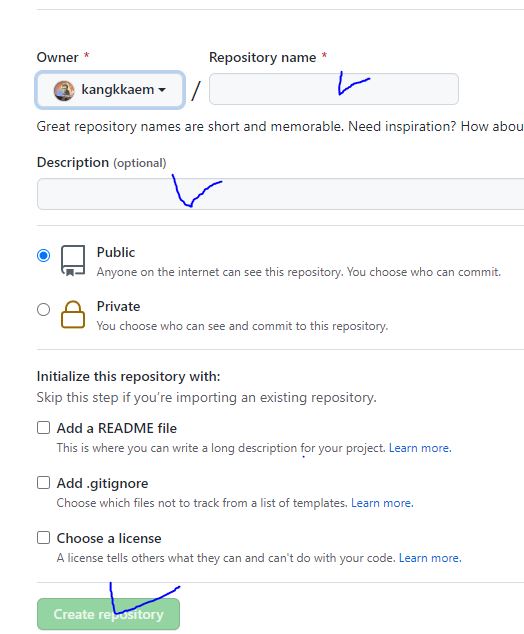 Owner *
Repository name *
kangkkaem
/
Great repository names are short and memorable. Need inspiration? How abou
Description (optional)
Public
Anyone on the internet can see this repository. You choose who can commit.
Private
You choose who can see and commit to this repository.
Initialize this repository with:
Skip this step if you're importing an existing repository.
Add a README file
This is where you can write a long description for your project. Learn more.
Add .gitignore
Choose which files not to track from a list of templates. Learn more.
Choose a license
A license tells others what they can and can't do with your code. Learn more.
Create repository